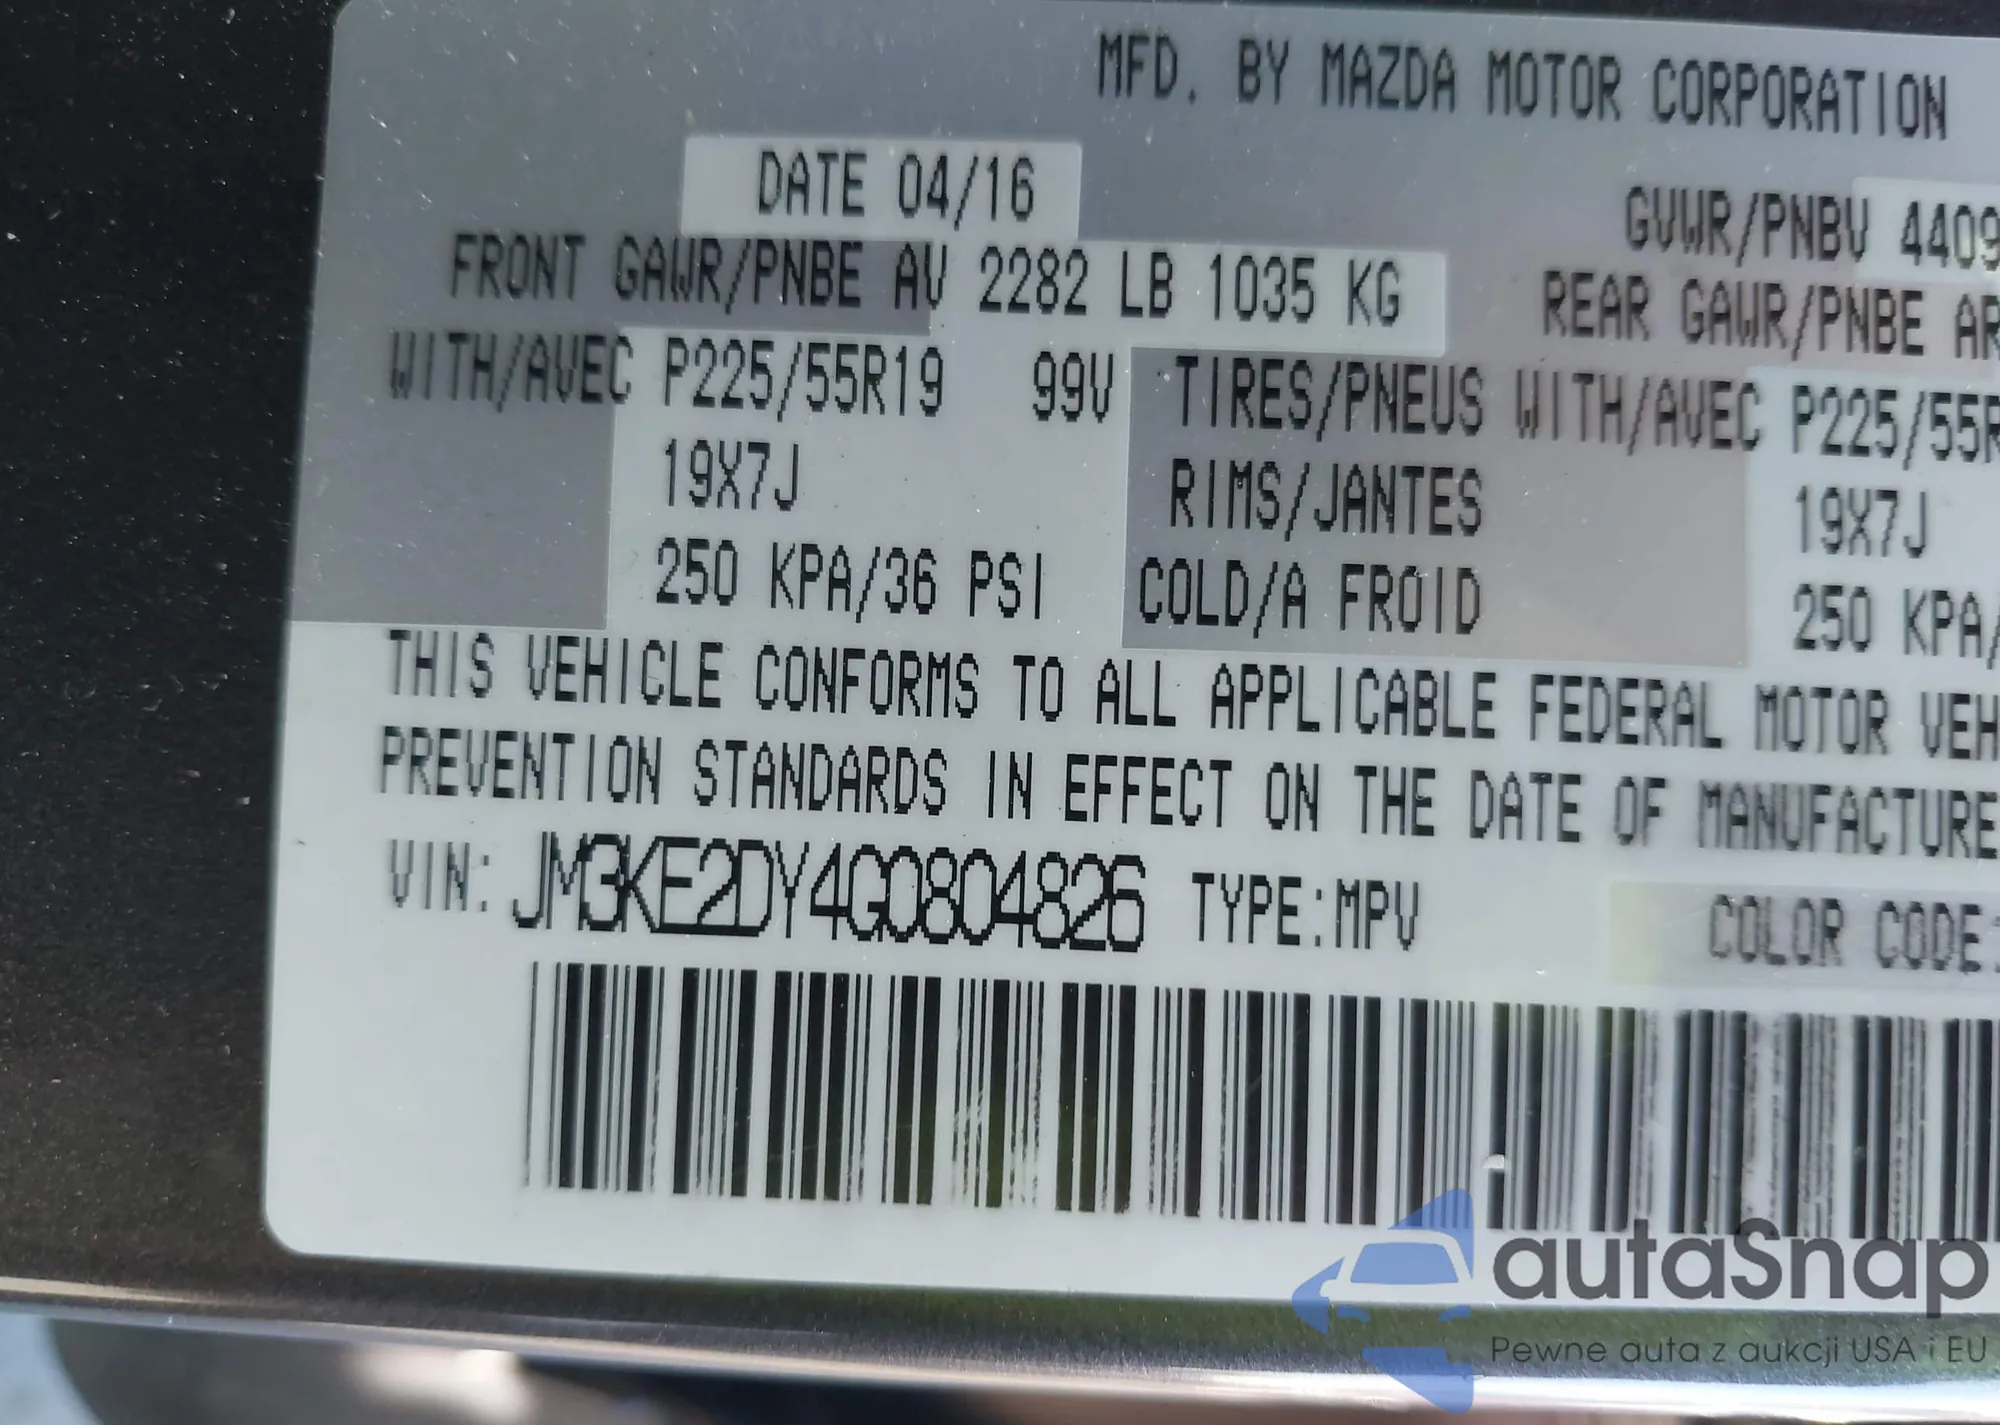 MFD. BY MAZDA MOTOR CORPORATION
DATE 04/16
GVWR/PNBV 4409
FRONT GAWR/PNBE AV 2282 LB 1035 KG
REAR GAWR/PNBE AR
WITH/AVEC P225/55R19 99V TIRES/PNEUS WITH/AVEC P225/55R
19X7J RIMS/JANTES 19X7J
250 KPA/36 PSI COLD/A FROID 250 KPA/
THIS VEHICLE CONFORMS TO ALL APPLICABLE FEDERAL MOTOR VEH
PREVENTION STANDARDS IN EFFECT ON THE DATE OF MANUFACTURE
VIN: JM3KE2DY4G0804826 TYPE:MPV COLOR CODE:
autaSnap
Pewne auta z aukcji USA i EU